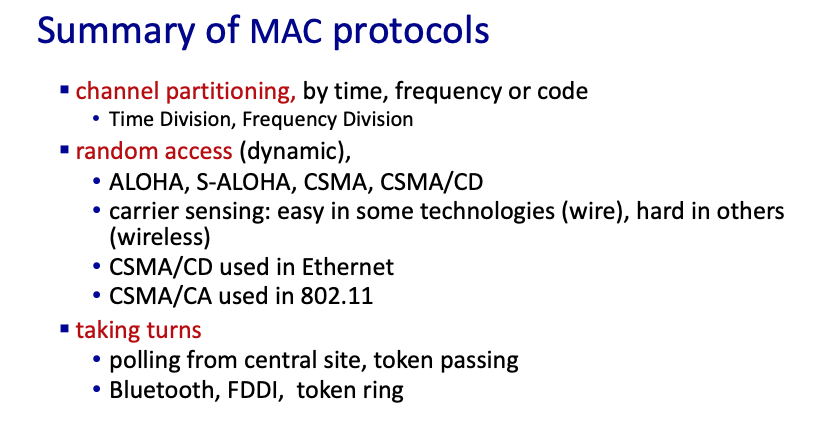 Summary of MAC protocols
▪ channel partitioning, by time, frequency or code
• Time Division, Frequency Division
▪ random access (dynamic),
• ALOHA, S-ALOHA, CSMA, CSMA/CD
• carrier sensing: easy in some technologies (wire), hard in others
(wireless)
• CSMA/CD used in Ethernet
• CSMA/CA used in 802.11
▪ taking turns
• polling from central site, token passing
• Bluetooth, FDDI, token ring